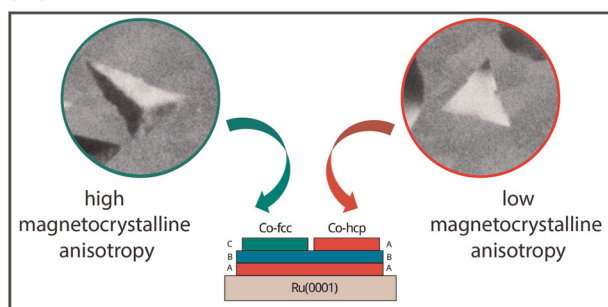 high
magnetocrystalline
anisotropy
low
magnetocrystalline
anisotropy
Co-fcc Co-hcp
C A
B B
A A
Ru(0001)